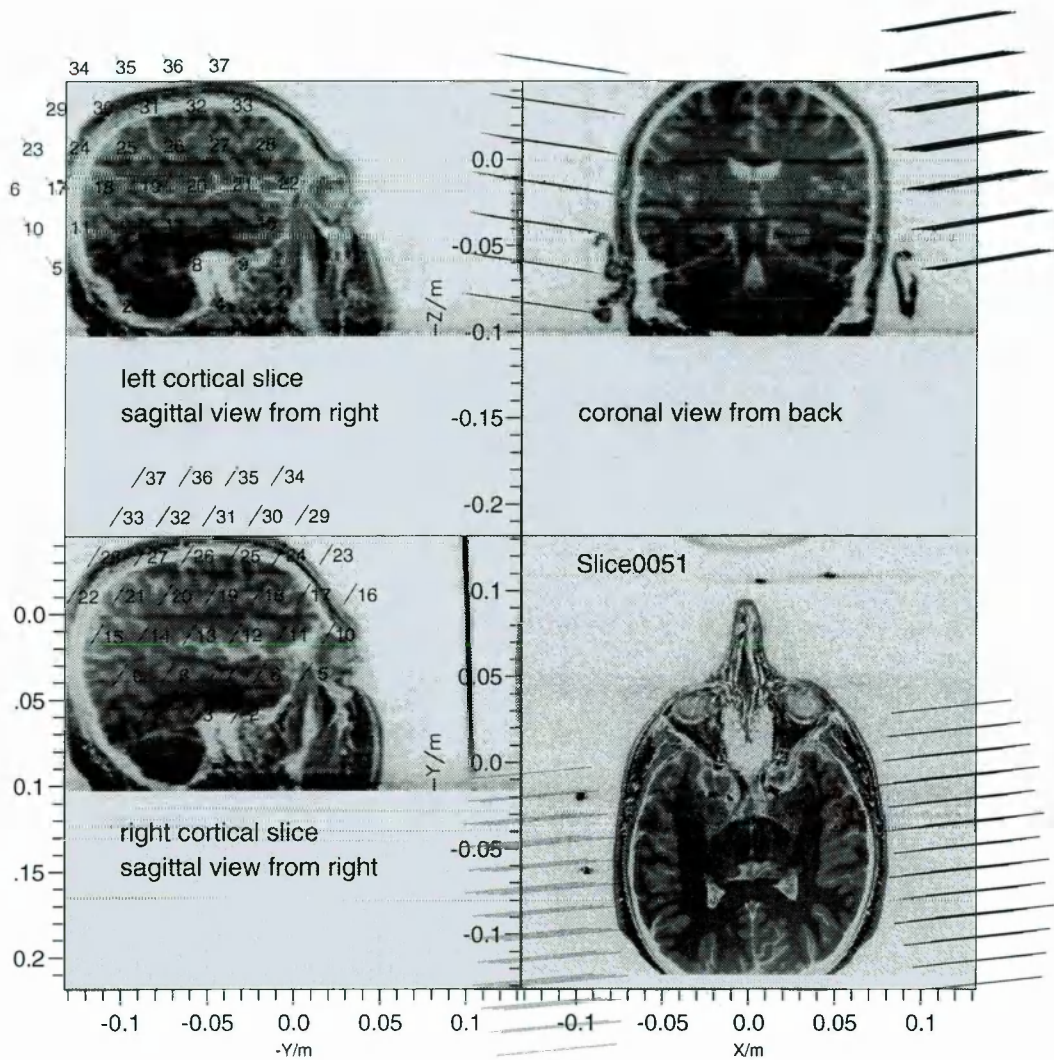 34 35 36 37
29 30 31 32 33
23 24 25 26 27 28
6 17 18 19 20 21 22
10 11
5 8 9
2
-Z/m
0.0
-0.05
-0.1
-0.15
-0.2
left cortical slice
sagittal view from right
coronal view from back
/37 /36 /35 /34
/33 /32 /31 /30 /29
/28 /27 /26 /25 /24 /23
/22 /21 /20 /19 /18 /17 /16
/15 /14 /13 /12 /11 /10
/5
0.0
.05
0.1
.15
0.2
right cortical slice
sagittal view from right
Slice0051
-Y/m
0.1
0.05
0.0
-0.05
-0.1
-0.1 -0.05 0.0 0.05 0.1
-Y/m
-0.1 -0.05 0.0 0.05 0.1
X/m